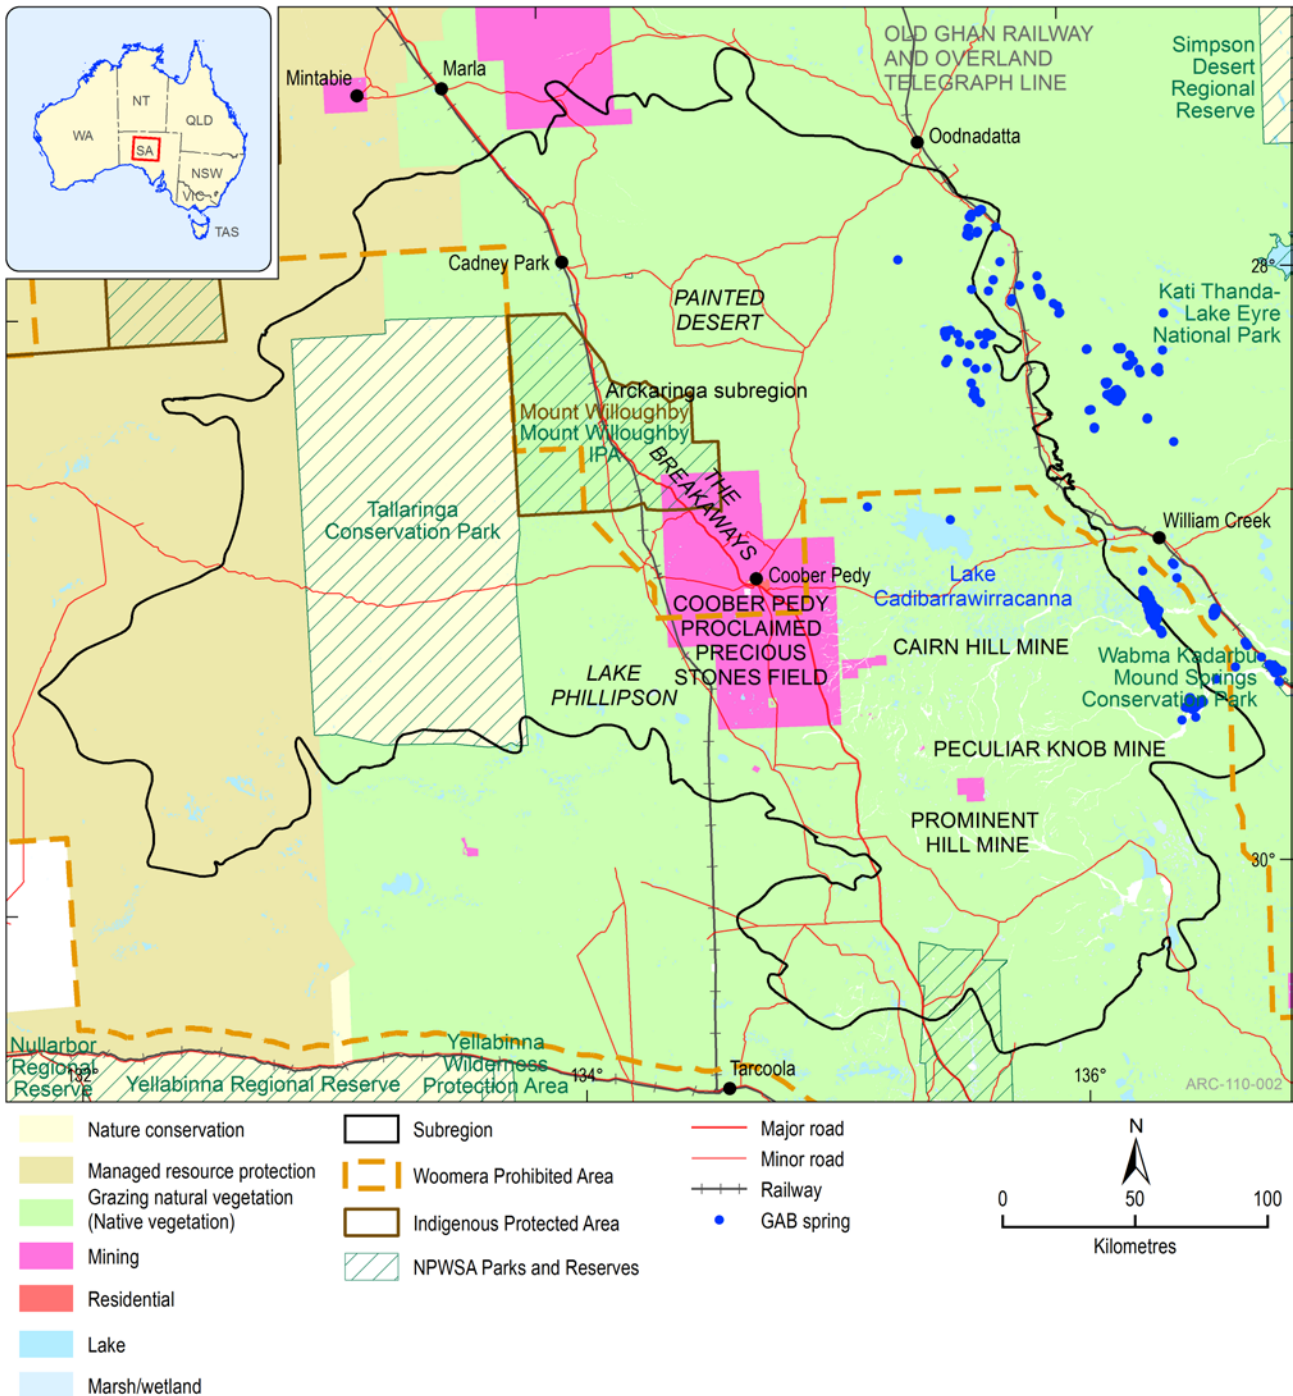 NT
WA
QLD
SA
NSW
VIC
TAS
Mintabie
Marla
OLD GHAN RAILWAY
AND OVERLAND
TELEGRAPH LINE
Simpson
Desert
Regional
Reserve
Oodnadatta
Cadney Park
28°
PAINTED
DESERT
Kati Thanda-
Lake Eyre
National Park
Arckaringa subregion
Mount Willoughby
Mount Willoughby
IPA
THE
BREAKAWAYS
Tallaringa
Conservation Park
William Creek
Coober Pedy
Lake
Cadibarrawirracanna
COOBER PEDY
PROCLAIMED
PRECIOUS
STONES FIELD
CAIRN HILL MINE
LAKE
PHILLIPSON
Wabma Kadarbu
Mound Springs
Conservation Park
PECULIAR KNOB MINE
PROMINENT
HILL MINE
30°
Nullarbor
Regional
Reserve
132°
Yellabinna Regional Reserve
Yellabinna
Wilderness
Protection Area
134°
Tarcoola
136°
ARC-110-002
Nature conservation
Managed resource protection
Grazing natural vegetation
(Native vegetation)
Mining
Residential
Lake
Marsh/wetland
Subregion
Woomera Prohibited Area
Indigenous Protected Area
NPWSA Parks and Reserves
Major road
Minor road
Railway
GAB spring
N
0 50 100
Kilometres